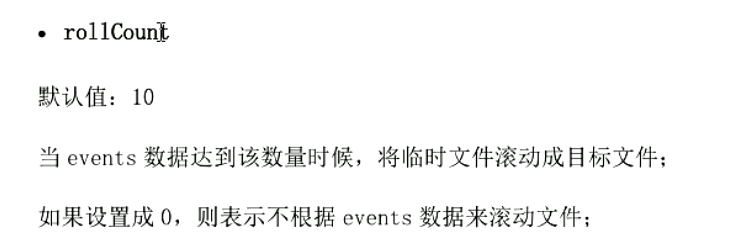 • rollCount
默认值：10
当 events 数据达到该数量时候，将临时文件滚动成目标文件；
如果设置成 0，则表示不根据 events 数据来滚动文件；